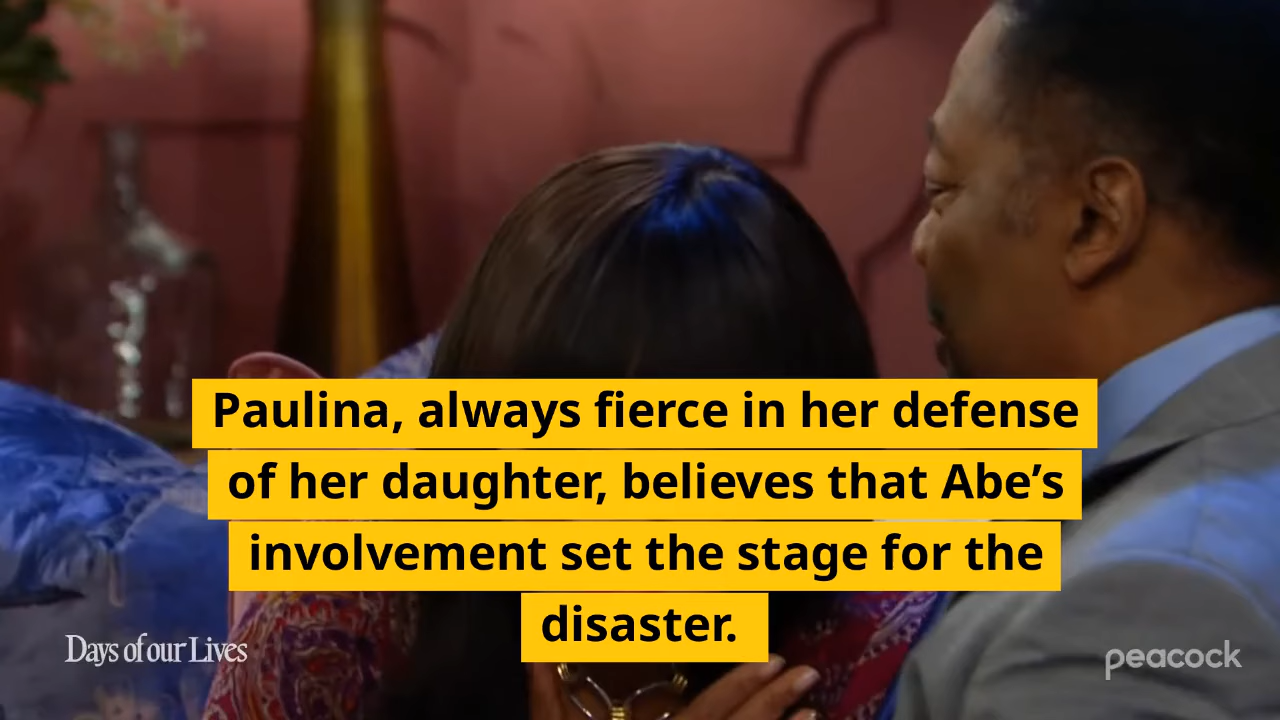 Paulina, always fierce in her defense
of her daughter, believes that Abe’s
involvement set the stage for the
disaster.
Days of our Lives
peacock